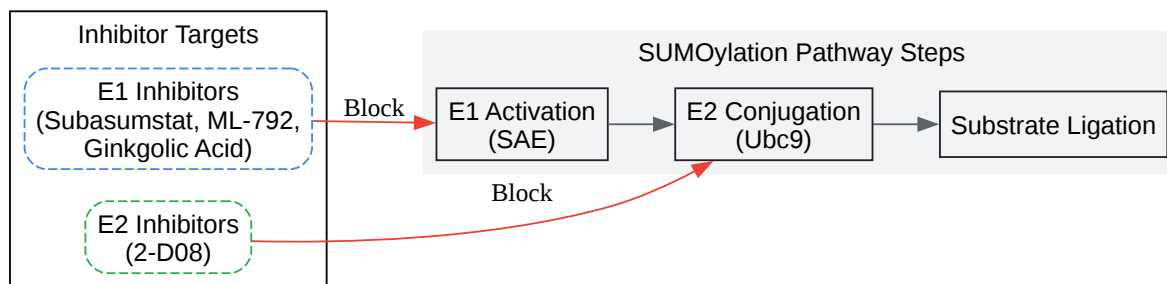 Inhibitor Targets
E1 Inhibitors
(Subasumstat, ML-792,
Ginkgolic Acid)
E2 Inhibitors
(2-D08)
Block
Block
SUMOylation Pathway Steps
E1 Activation
(SAE)
E2 Conjugation
(Ubc9)
Substrate Ligation